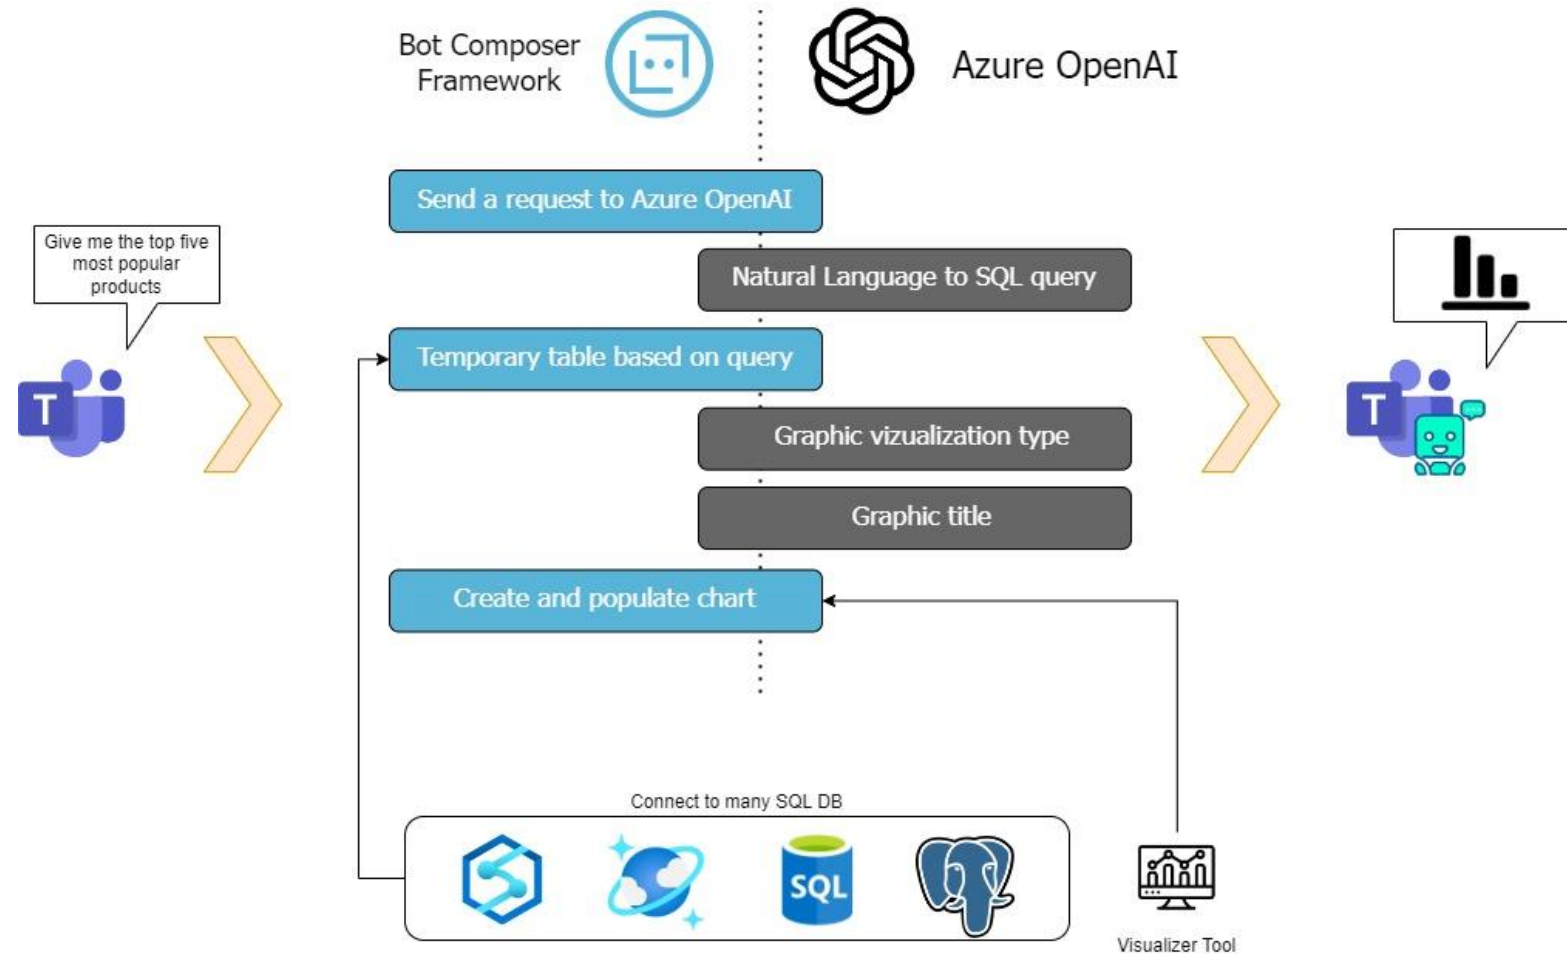 Bot Composer
Framework
Azure OpenAI
Send a request to Azure OpenAI
Natural Language to SQL query
Give me the top five
most popular
products
Temporary table based on query
T
T
Graphic vizualization type
Graphic title
Create and populate chart
Connect to many SQL DB
SQL
Visualizer Tool